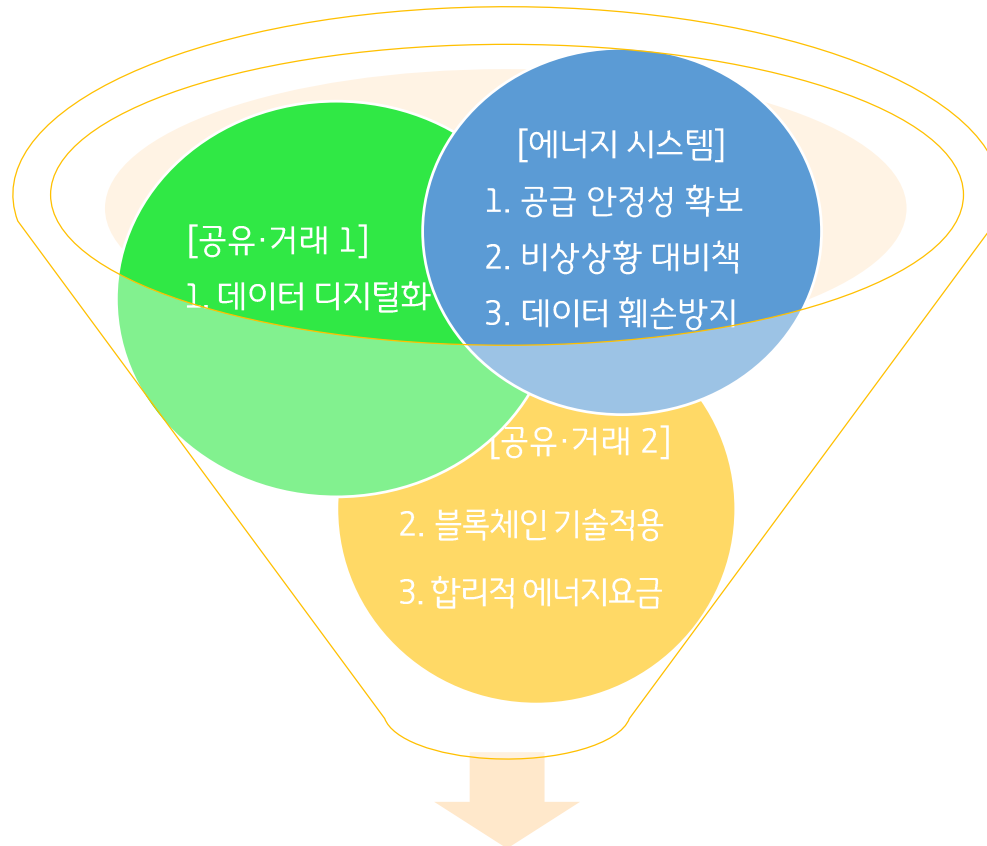 [에너지 시스템]
1. 공급 안정성 확보
2. 비상상황 대비책
3. 데이터 훼손방지
[공유·거래 1]
1. 데이터 디지털화
[공유·거래 2]
2. 블록체인 기술적용
3. 합리적 에너지요금